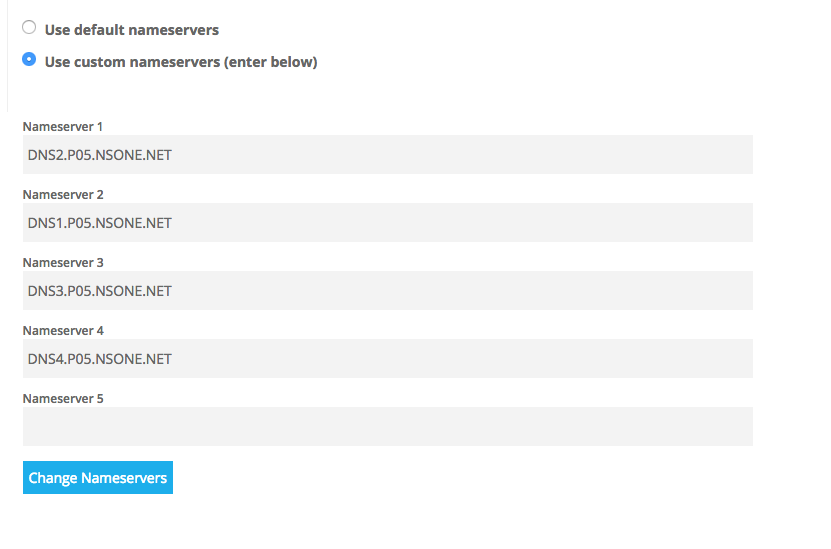 Use default nameservers
Use custom nameservers (enter below)
Nameserver 1
DNS2.P05.NSONE.NET
Nameserver 2
DNS1.P05.NSONE.NET
Nameserver 3
DNS3.P05.NSONE.NET
Nameserver 4
DNS4.P05.NSONE.NET
Nameserver 5
Change Nameservers